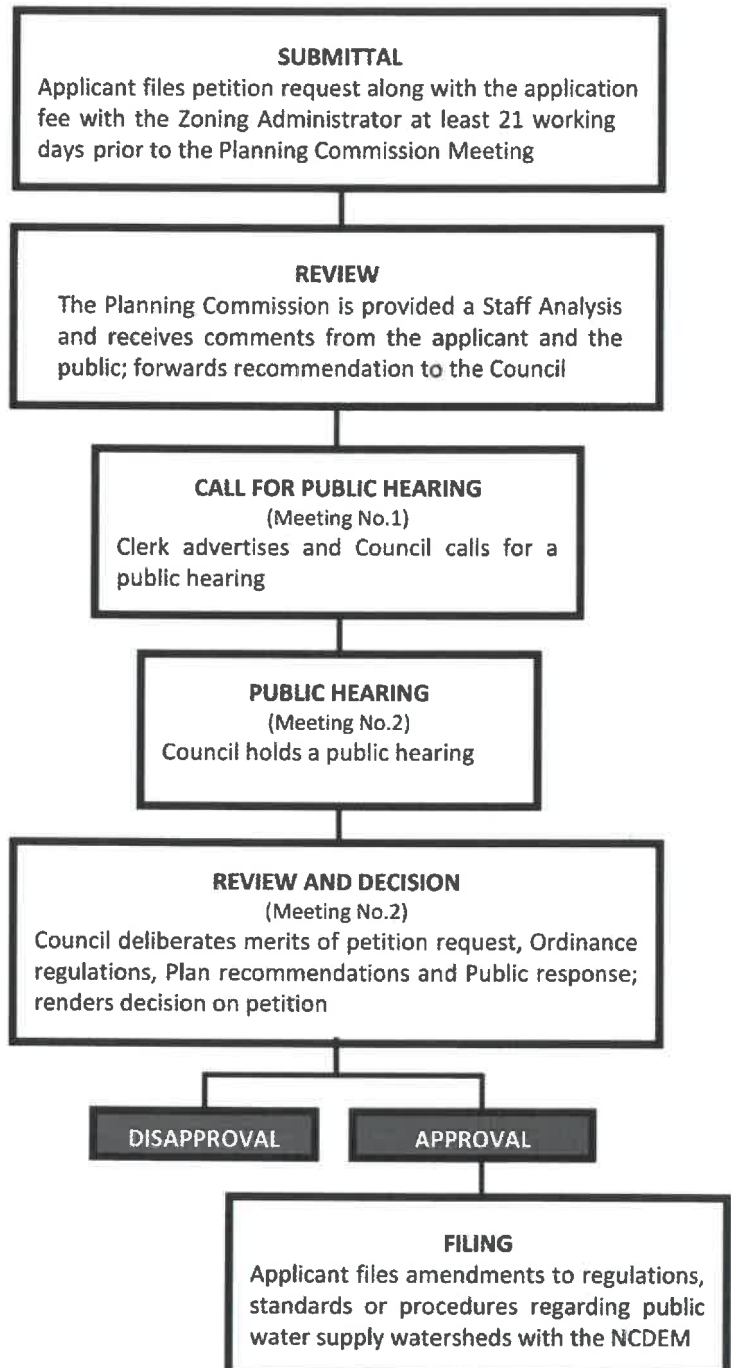 SUBMITTAL
Applicant files petition request along with the application
fee with the Zoning Administrator at least 21 working
days prior to the Planning Commission Meeting
REVIEW
The Planning Commission is provided a Staff Analysis
and receives comments from the applicant and the
public; forwards recommendation to the Council
CALL FOR PUBLIC HEARING
(Meeting No.1)
Clerk advertises and Council calls for a
public hearing
PUBLIC HEARING
(Meeting No.2)
Council holds a public hearing
REVIEW AND DECISION
(Meeting No.2)
Council deliberates merits of petition request, Ordinance
regulations, Plan recommendations and Public response;
renders decision on petition
DISAPPROVAL
APPROVAL
FILING
Applicant files amendments to regulations,
standards or procedures regarding public
water supply watersheds with the NCDEM